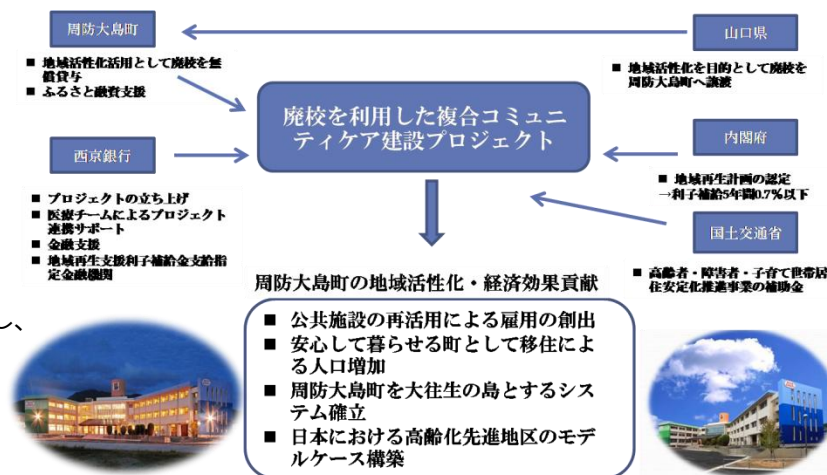 周防大島町
山口県
■ 地域活性化活用として廃校を無
償貸与
■ ふるさと融資支援
■ 地域活性化を目的として廃校を
周防大島町へ譲渡
廃校を利用した複合コミュニ
ティケア建設プロジェクト
西京銀行
内閣府
■ プロジェクトの立ち上げ
■ 医療チームによるプロジェクト
連携サポート
■ 金融支援
■ 地域再生支援利子補給金支給指
定金融機関
■ 地域再生計画の認定
→利子補給5年間0.7%以下
国土交通省
■ 高齢者・障害者・子育て世帯居
住安定化推進事業の補助金
周防大島町の地域活性化・経済効果貢献
■ 公共施設の再活用による雇用の創出
■ 安心して暮らせる町として移住によ
る人口増加
■ 周防大島町を大往生の島とするシス
テム確立
■ 日本における高齢化先進地区のモデ
ルケース構築